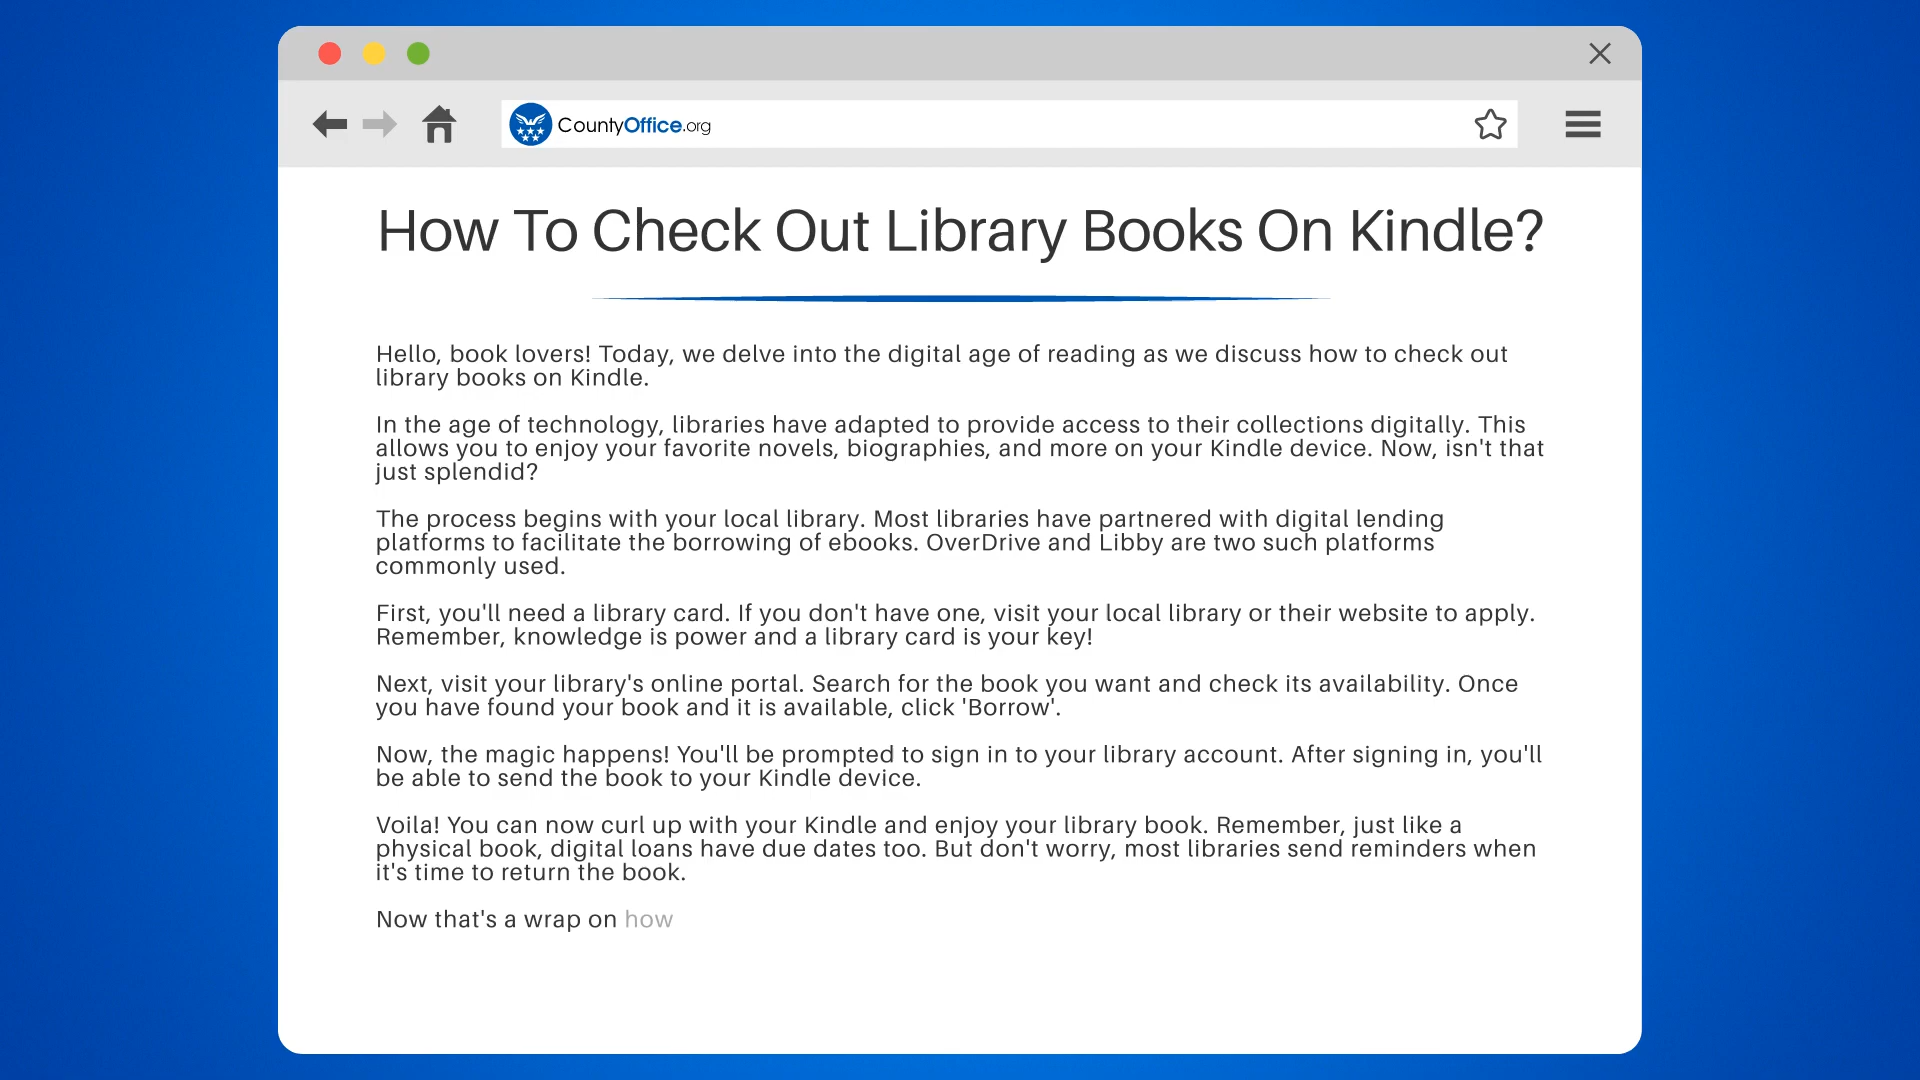 CountyOffice.org
How To Check Out Library Books On Kindle?
Hello, book lovers! Today, we delve into the digital age of reading as we discuss how to check out
library books on Kindle.
In the age of technology, libraries have adapted to provide access to their collections digitally. This
allows you to enjoy your favorite novels, biographies, and more on your Kindle device. Now, isn't that
just splendid?
The process begins with your local library. Most libraries have partnered with digital lending
platforms to facilitate the borrowing of ebooks. OverDrive and Libby are two such platforms
commonly used.
First, you'll need a library card. If you don't have one, visit your local library or their website to apply.
Remember, knowledge is power and a library card is your key!
Next, visit your library's online portal. Search for the book you want and check its availability. Once
you have found your book and it is available, click 'Borrow'.
Now, the magic happens! You'll be prompted to sign in to your library account. After signing in, you'll
be able to send the book to your Kindle device.
Voila! You can now curl up with your Kindle and enjoy your library book. Remember, just like a
physical book, digital loans have due dates too. But don't worry, most libraries send reminders when
it's time to return the book.
Now that's a wrap on how